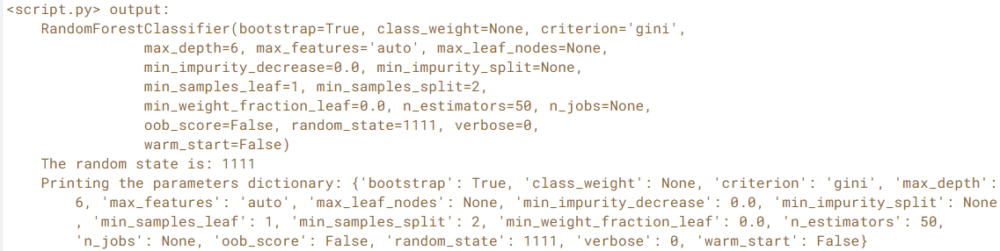 <script.py> output:
RandomForestClassifier(bootstrap=True, class_weight=None, criterion='gini',
max_depth=6, max_features='auto', max_leaf_nodes=None,
min_impurity_decrease=0.0, min_impurity_split=None,
min_samples_leaf=1, min_samples_split=2,
min_weight_fraction_leaf=0.0, n_estimators=50, n_jobs=None,
oob_score=False, random_state=1111, verbose=0,
warm_start=False)
The random state is: 1111
Printing the parameters dictionary: {'bootstrap': True, 'class_weight': None, 'criterion': 'gini', 'max_depth':
6, 'max_features': 'auto', 'max_leaf_nodes': None, 'min_impurity_decrease': 0.0, 'min_impurity_split': None
, 'min_samples_leaf': 1, 'min_samples_split': 2, 'min_weight_fraction_leaf': 0.0, 'n_estimators': 50,
'n_jobs': None, 'oob_score': False, 'random_state': 1111, 'verbose': 0, 'warm_start': False}